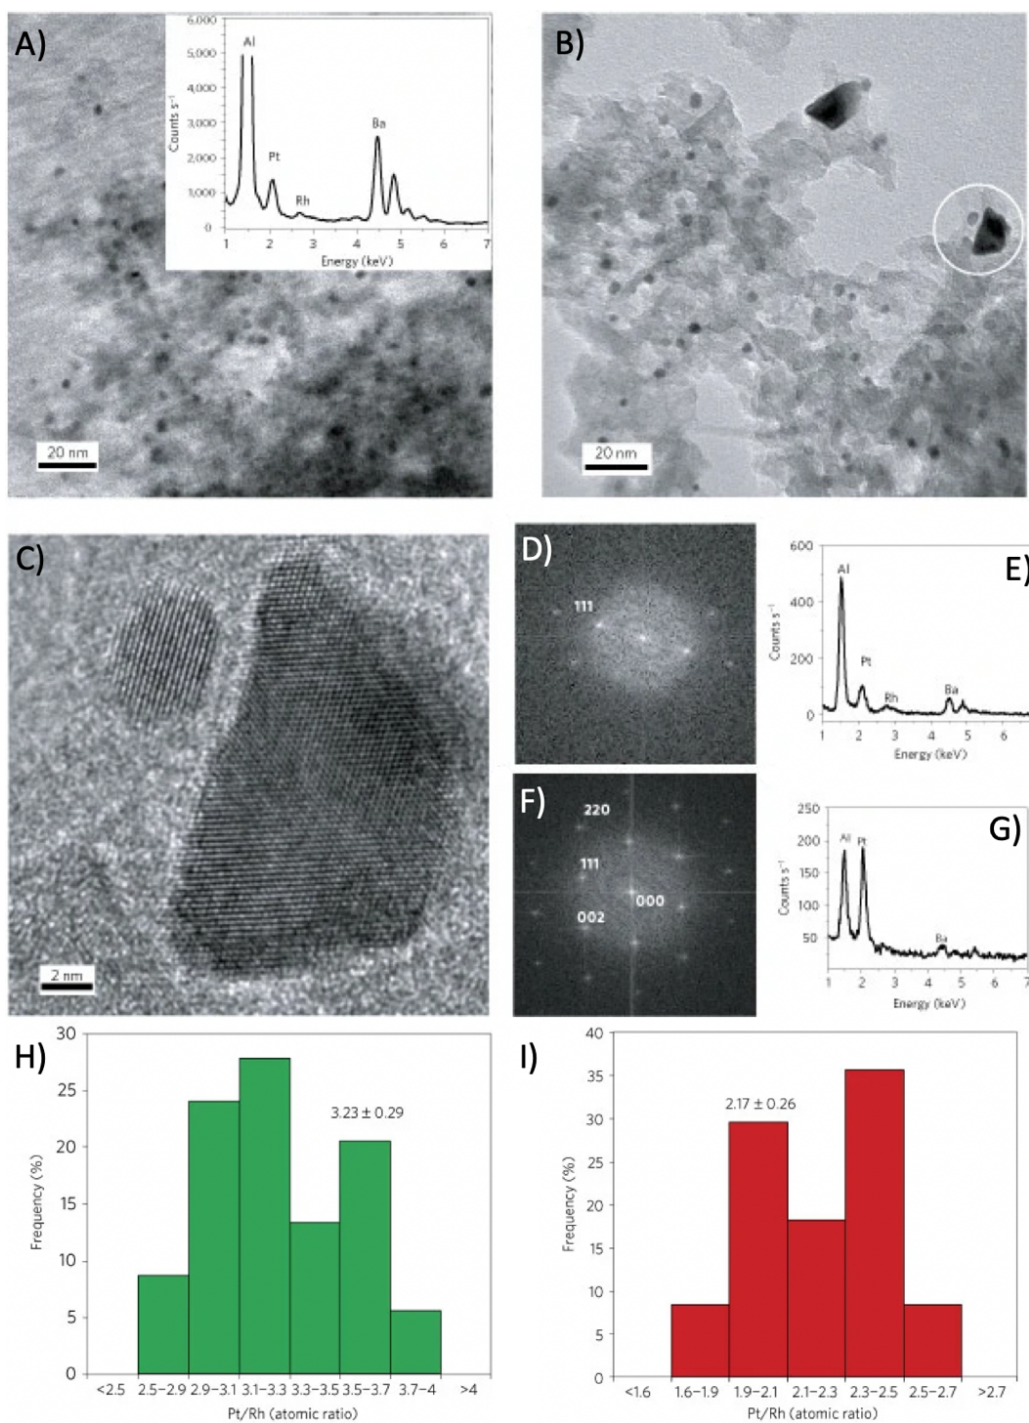 A)
6,000
5,000
4,000
3,000
2,000
1,000
0
Counts s⁻¹
Al
Pt
Rh
Ba
1 2 3 4 5 6 7
Energy (keV)
20 nm
B)
20 nm
C)
2 nm
D)
111
E)
600
400
200
0
Counts s⁻¹
Al
Pt
Rh
Ba
1 2 3 4 5 6
Energy (keV)
F)
220
111
000
002
G)
250
200
150
100
50
Counts s⁻¹
Al
Pt
Ba
1 2 3 4 5 6 7
Energy (keV)
H)
30
25
20
15
10
5
0
Frequency (%)
3.23 ± 0.29
<2.5 2.5–2.9 2.9–3.1 3.1–3.3 3.3–3.5 3.5–3.7 3.7–4 >4
Pt/Rh (atomic ratio)
I)
40
35
30
25
20
15
10
5
0
Frequency (%)
2.17 ± 0.26
<1.6 1.6–1.9 1.9–2.1 2.1–2.3 2.3–2.5 2.5–2.7 >2.7
Pt/Rh (atomic ratio)